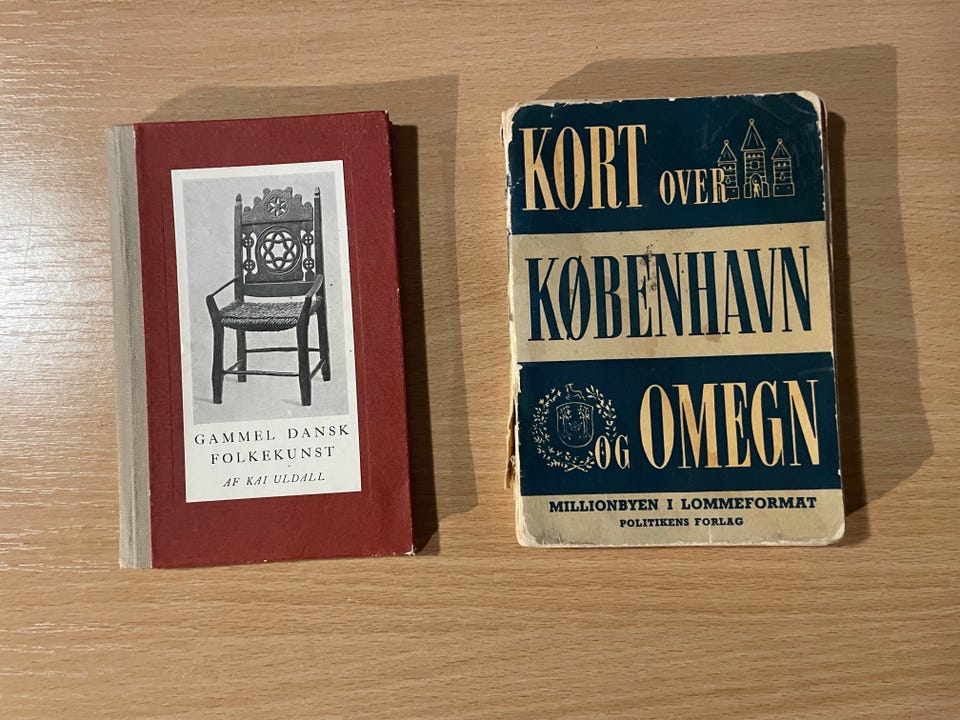 GAMMEL DANSK
FOLKEKUNST
AF KAI ULDALL
KORT OVER
KØBENHAVN
OG OMEGN
MILLIONBYEN I LOMMEFORMAT
POLITIKENS FORLAG